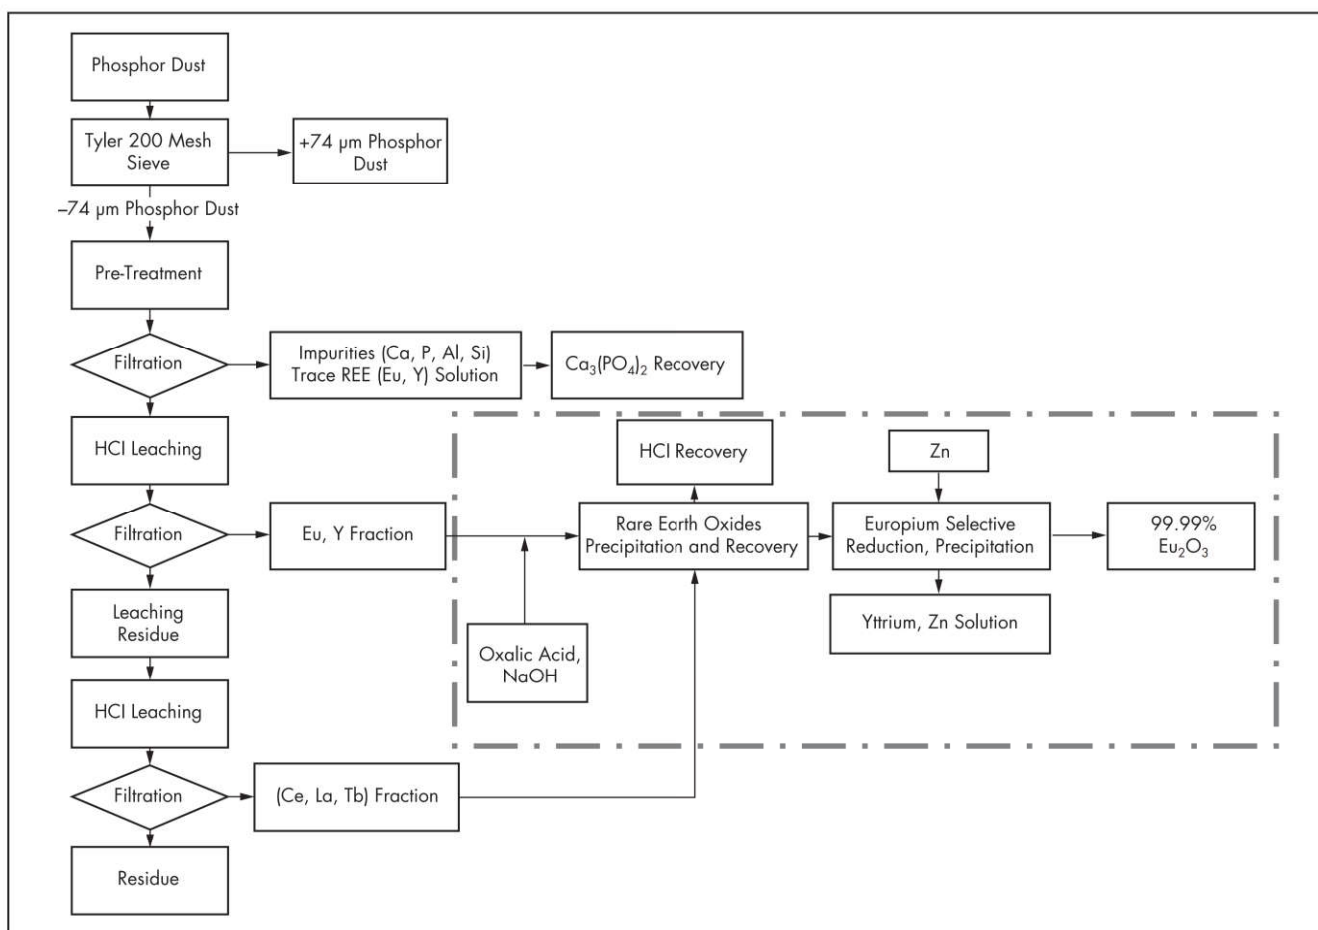 Phosphor Dust
Tyler 200 Mesh
Sieve
+74 µm Phosphor
Dust
–74 µm Phosphor Dust
Pre-Treatment
Filtration
Impurities (Ca, P, Al, Si)
Trace REE (Eu, Y) Solution
Ca₃(PO₄)₂ Recovery
HCl Leaching
HCl Recovery
Zn
Filtration
Eu, Y Fraction
Rare Earth Oxides
Precipitation and Recovery
Europium Selective
Reduction, Precipitation
99.99%
Eu₂O₃
Leaching
Residue
Oxalic Acid,
NaOH
Yttrium, Zn Solution
HCl Leaching
Filtration
(Ce, La, Tb) Fraction
Residue